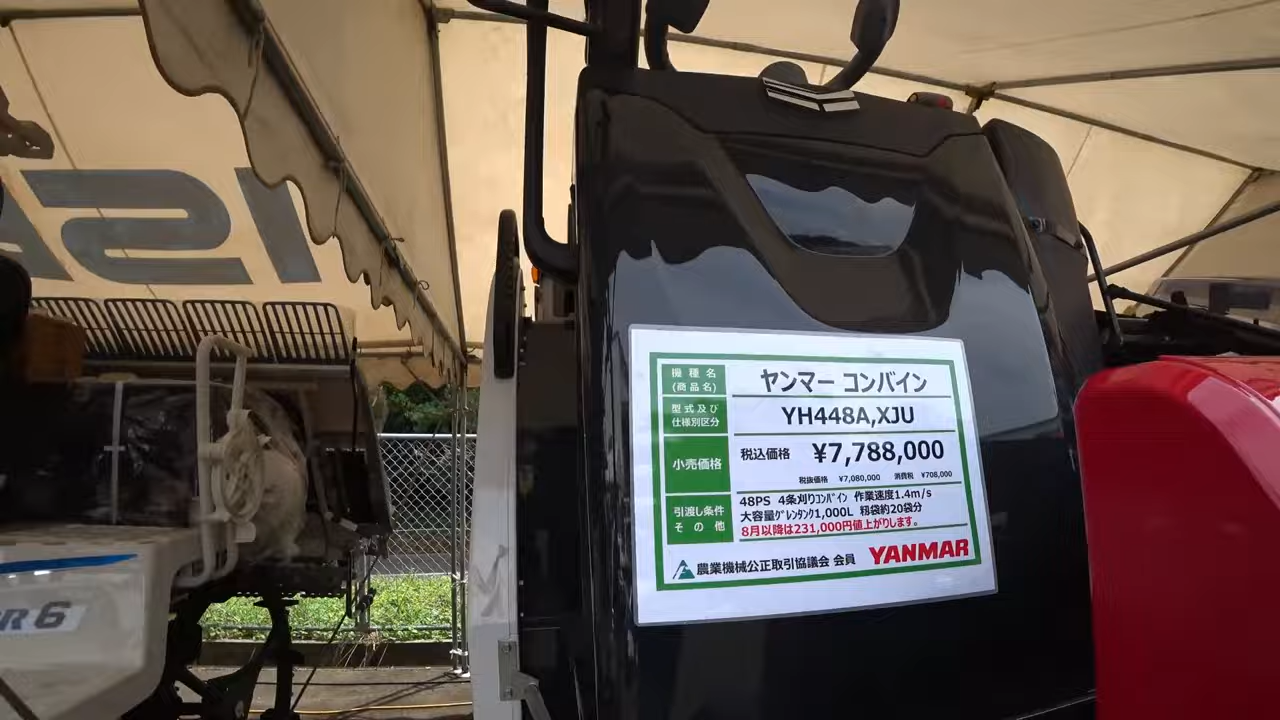 機種名
(商品名)
ヤンマー コンバイン
型式及び
仕様別区分
YH448A,XJU
小売価格
税込価格 ¥7,788,000
税抜価格 ¥7,080,000 消費税 ¥708,000
引渡し条件
その他
48PS 4条刈りｺﾝﾊﾞｲﾝ 作業速度1.4m/s
大容量ｸﾞﾚﾝﾀﾝｸ1,000L 籾袋約20袋分
8月以降は231,000円値上がりします。
農業機械公正取引協議会 会員 YANMAR
R6